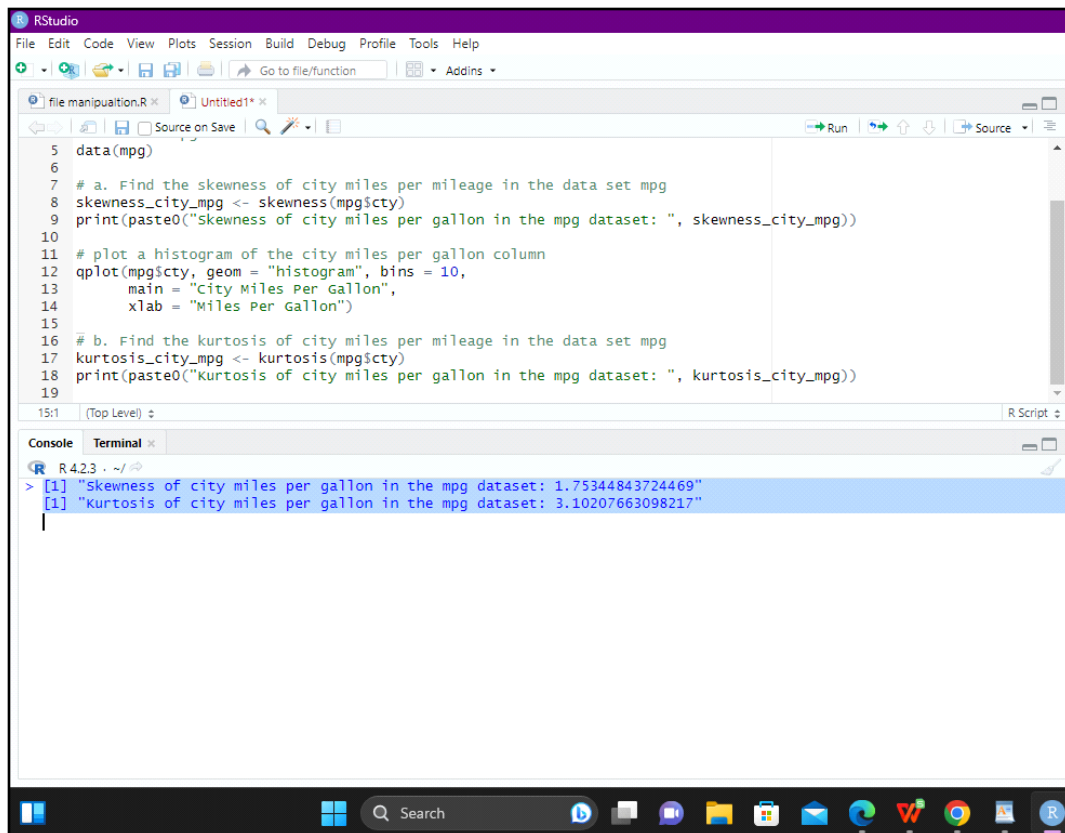 RStudio
File Edit Code View Plots Session Build Debug Profile Tools Help
Go to file/function Addins
file manipualtion.R Untitled1*
Source on Save Run Source
5 data(mpg)
6
7 # a. Find the skewness of city miles per mileage in the data set mpg
8 skewness_city_mpg <- skewness(mpg$cty)
9 print(paste0("Skewness of city miles per gallon in the mpg dataset: ", skewness_city_mpg))
10
11 # plot a histogram of the city miles per gallon column
12 qplot(mpg$cty, geom = "histogram", bins = 10,
13 main = "City Miles Per Gallon",
14 xlab = "Miles Per Gallon")
15
16 # b. Find the kurtosis of city miles per mileage in the data set mpg
17 kurtosis_city_mpg <- kurtosis(mpg$cty)
18 print(paste0("Kurtosis of city miles per gallon in the mpg dataset: ", kurtosis_city_mpg))
19
15:1 (Top Level) R Script
Console Terminal
R 4.2.3 · ~/
> [1] "Skewness of city miles per gallon in the mpg dataset: 1.75344843724469"
[1] "Kurtosis of city miles per gallon in the mpg dataset: 3.10207663098217"
Search